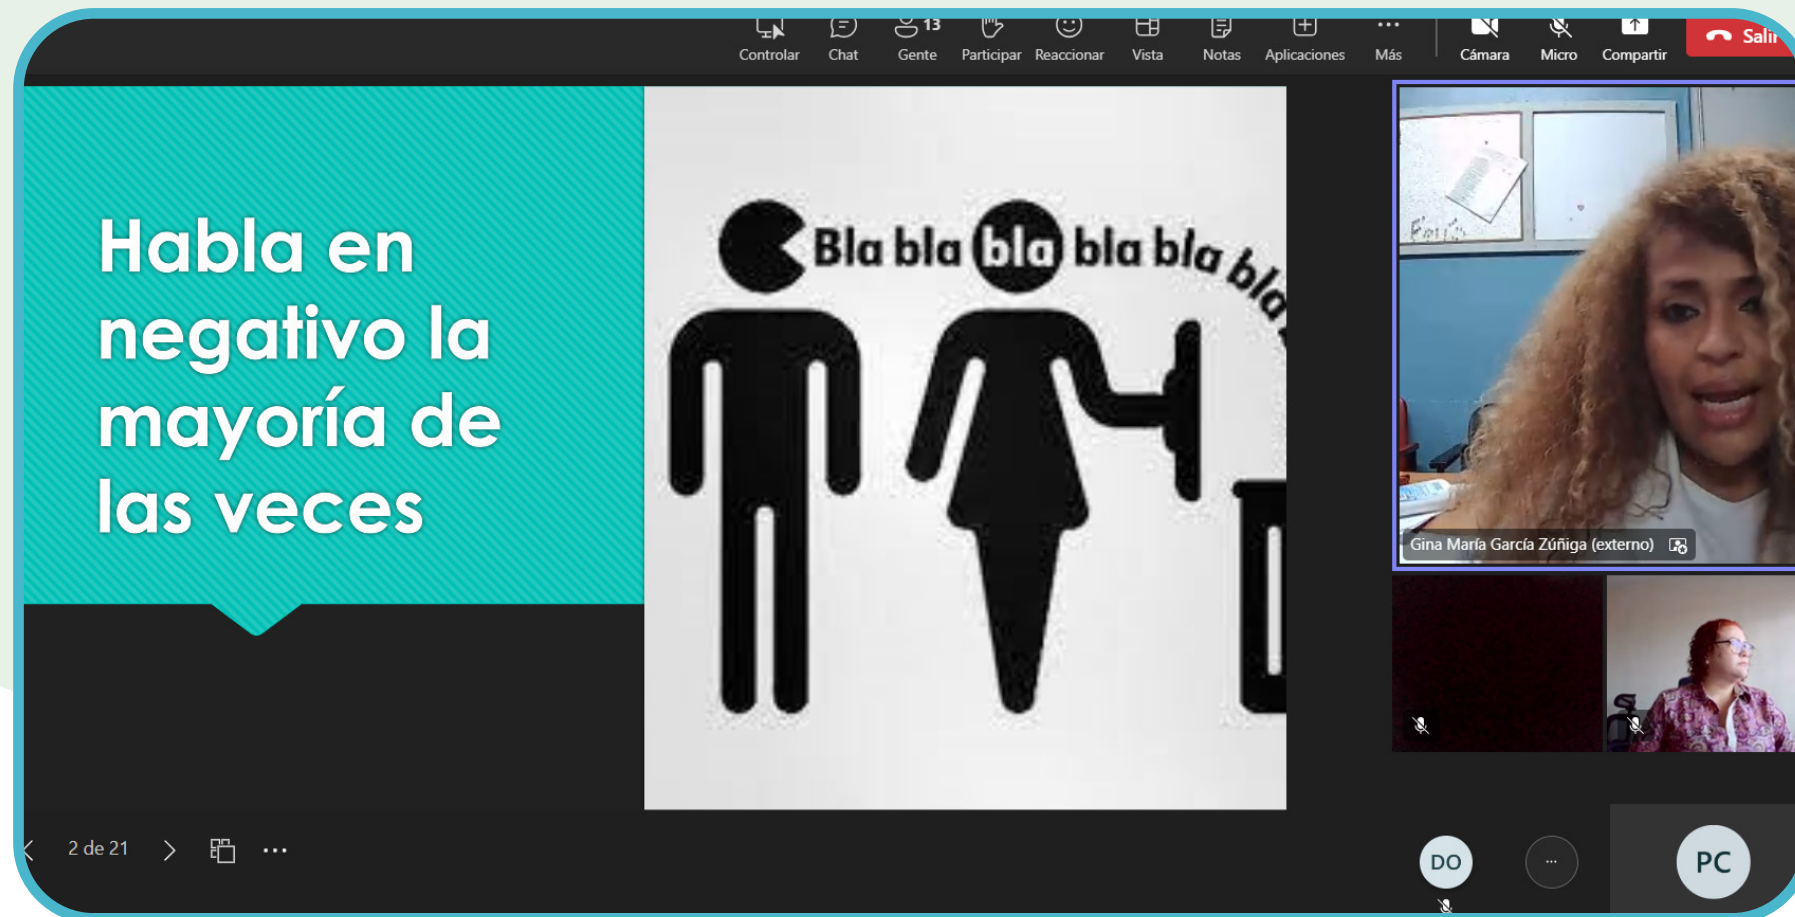 13
Controlar Chat Gente Participar Reaccionar Vista Notas Aplicaciones Más Cámara Micro Compartir Salir
Habla en
negativo la
mayoría de
las veces
Bla bla bla bla bla bla bla
Gina María García Zúñiga (externo)
2 de 21
DO
PC